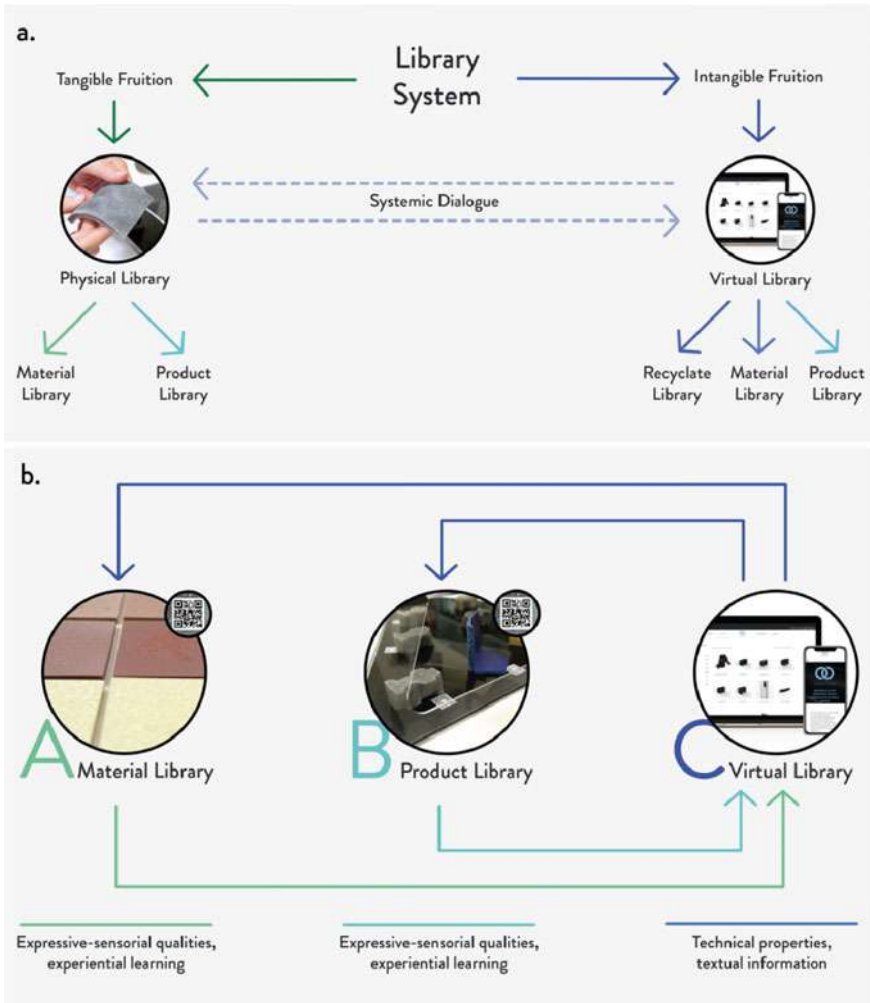 a.
Library
System
Tangible Fruition
Intangible Fruition
Systemic Dialogue
Physical Library
Virtual Library
Material
Library
Product
Library
Recyclate
Library
Material
Library
Product
Library
b.
A Material Library
B Product Library
C Virtual Library
Expressive-sensorial qualities,
experiential learning
Expressive-sensorial qualities,
experiential learning
Technical properties,
textual information